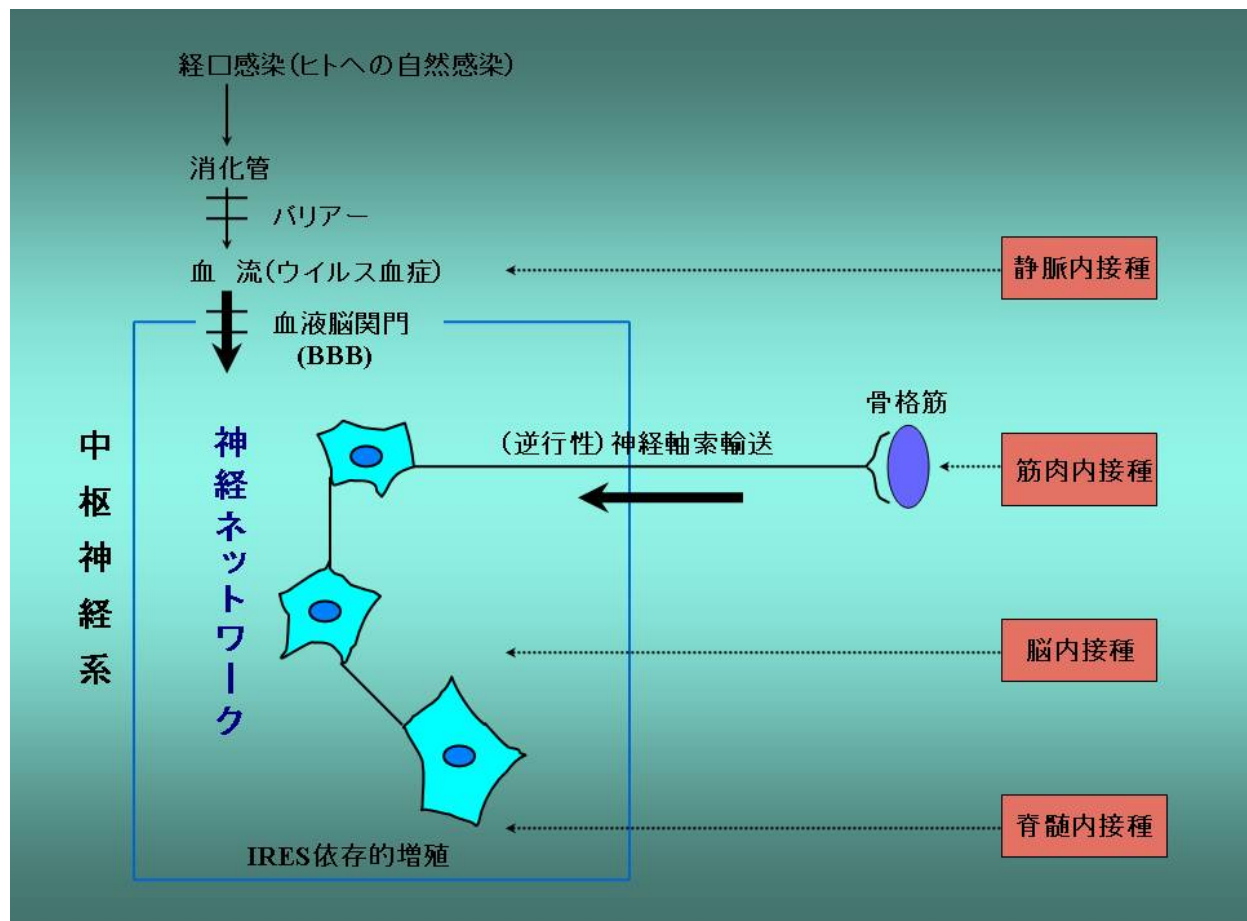 経口感染(ヒトへの自然感染)
消化管
バリアー
血 流(ウイルス血症)
静脈内接種
血液脳関門
(BBB)
骨格筋
(逆行性)神経軸索輸送
筋肉内接種
中枢神経系
神経ネットワーク
脳内接種
脊髄内接種
IRES依存的増殖